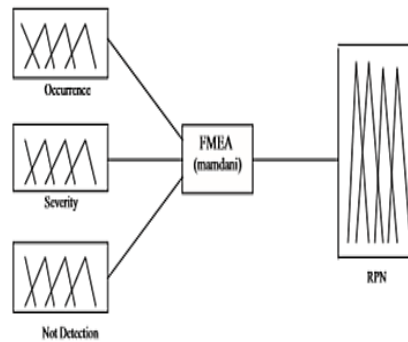 Occurrence
Severity
Not Detection
FMEA
(mamdani)
RPN